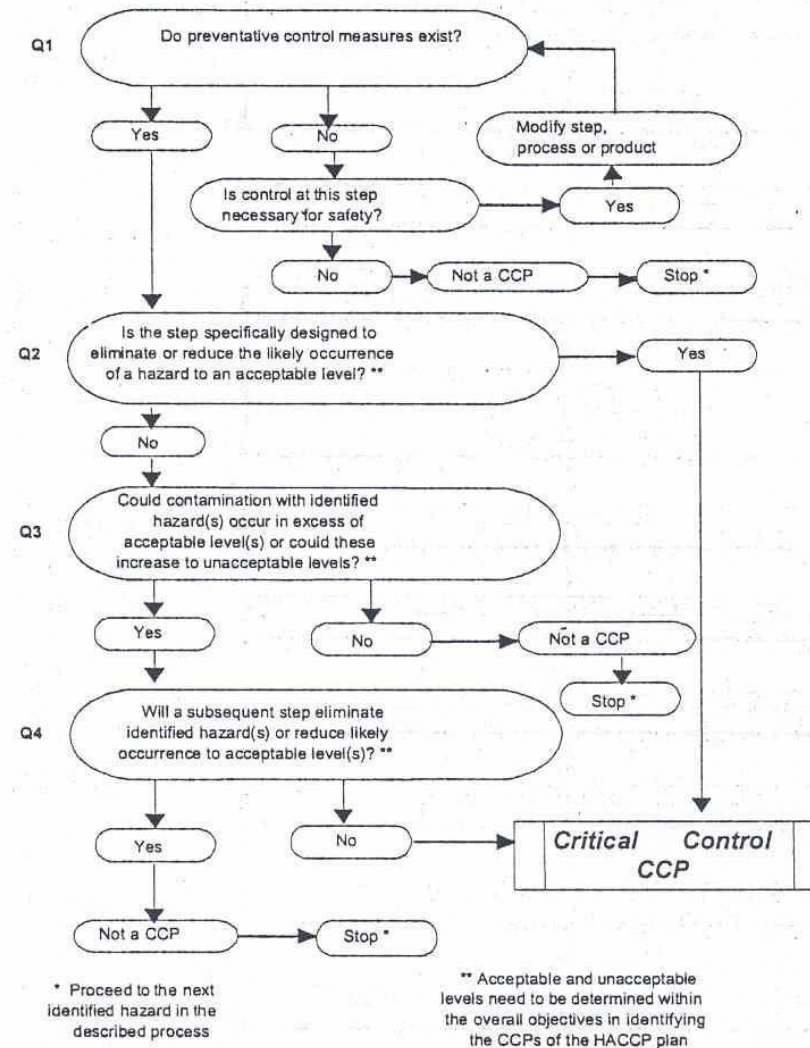 Q1
Do preventative control measures exist?
Yes
No
Modify step,
process or product
Is control at this step
necessary for safety?
Yes
No
Not a CCP
Stop *
Q2
Is the step specifically designed to
eliminate or reduce the likely occurrence
of a hazard to an acceptable level? **
Yes
No
Q3
Could contamination with identified
hazard(s) occur in excess of
acceptable level(s) or could these
increase to unacceptable levels? **
Yes
No
Not a CCP
Stop *
Q4
Will a subsequent step eliminate
identified hazard(s) or reduce likely
occurrence to acceptable level(s)? **
Yes
No
Critical Control
CCP
Not a CCP
Stop *
* Proceed to the next
identified hazard in the
described process
** Acceptable and unacceptable
levels need to be determined within
the overall objectives in identifying
the CCPs of the HACCP plan